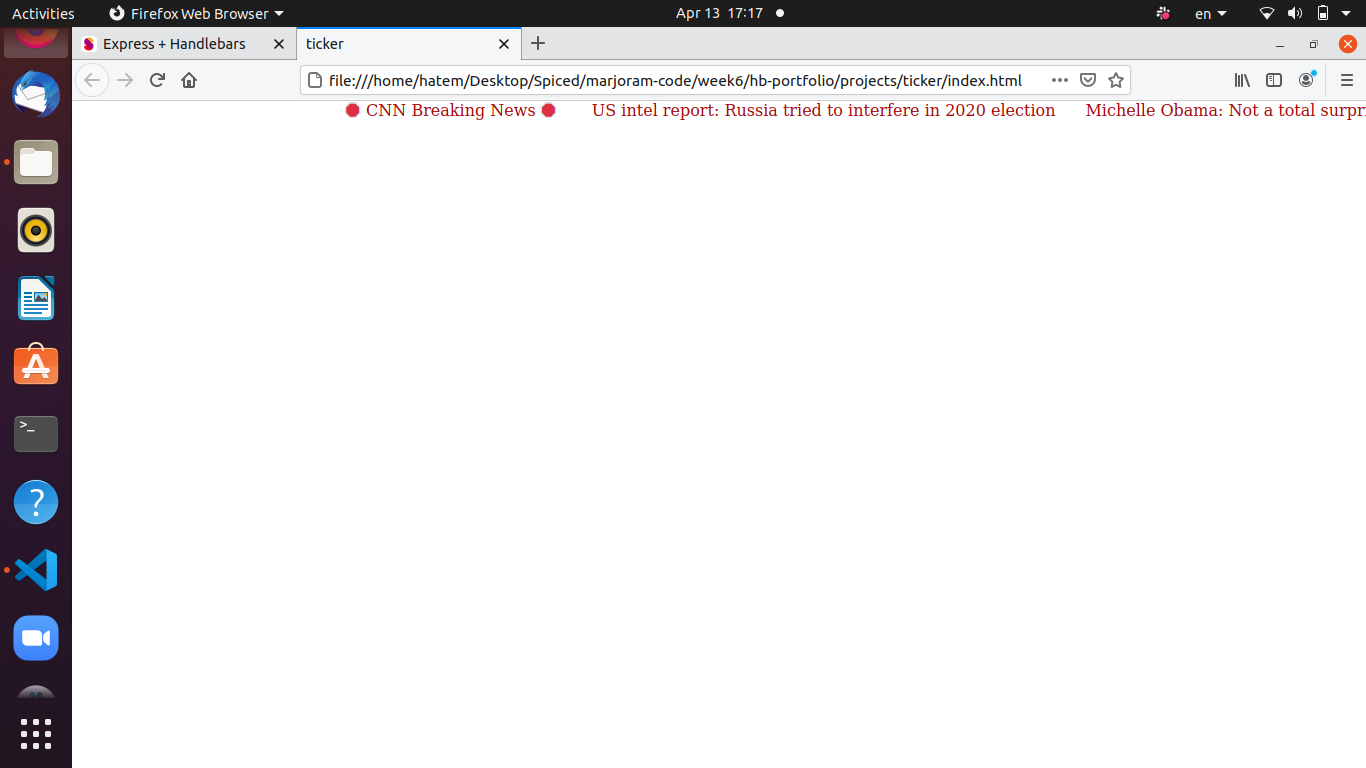 Activities Firefox Web Browser Apr 13 17:17 en
Express + Handlebars ticker
file:///home/hatem/Desktop/Spiced/marjoram-code/week6/hb-portfolio/projects/ticker/index.html
CNN Breaking News US intel report: Russia tried to interfere in 2020 election Michelle Obama: Not a total surpri
>_
?